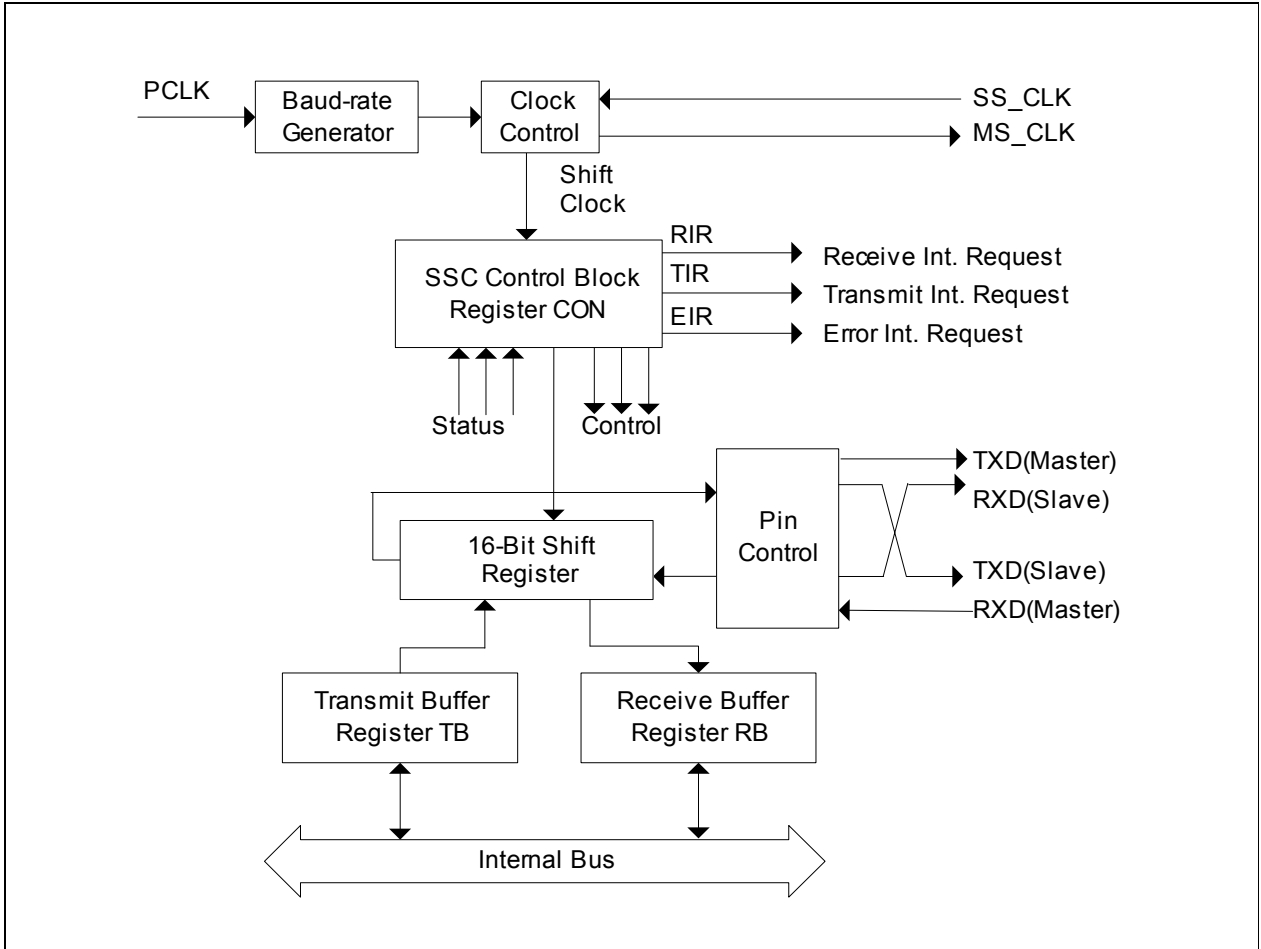 PCLK
Baud-rate
Generator
Clock
Control
SS_CLK
MS_CLK
Shift
Clock
SSC Control Block
Register CON
RIR
TIR
EIR
Receive Int. Request
Transmit Int. Request
Error Int. Request
Status
Control
16-Bit Shift
Register
Pin
Control
TXD(Master)
RXD(Slave)
TXD(Slave)
RXD(Master)
Transmit Buffer
Register TB
Receive Buffer
Register RB
Internal Bus